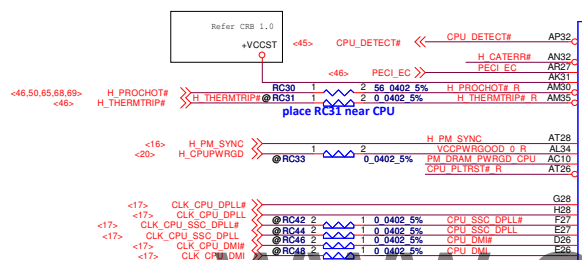 Refer CRB 1.0
+VCCST
<45> CPU_DETECT# CPU_DETECT# AP32
H_CATERR# AN32
<46> PECI_EC PECI_EC AR27
AK31
<46,50,65,68,69> H_PROCHOT# RC30 1 2 56_0402_5% H_PROCHOT#_R AM30
<46> H_THERMTRIP# H_THERMTRIP# @ RC31 1 2 0_0402_5% H_THERMTRIP#_R AM35
place RC31 near CPU
<16> H_PM_SYNC H_PM_SYNC AT28
<20> H_CPUPWRGD 1 2 VCCPWRGOOD_0_R AL34
@ RC33 0_0402_5% PM_DRAM_PWRGD_CPU AC10
CPU_PLTRST#_R AT26
<17> CLK_CPU_DPLL# G28
<17> CLK_CPU_DPLL H28
<17> CLK_CPU_SSC_DPLL# @ RC42 2 1 0_0402_5% CPU_SSC_DPLL# F27
<17> CLK_CPU_SSC_DPLL @ RC44 2 1 0_0402_5% CPU_SSC_DPLL E27
<17> CLK_CPU_DMI# @ RC46 2 1 0_0402_5% CPU_DMI# D26
<17> CLK_CPU_DMI @ RC48 2 1 0_0402_5% CPU_DMI E26